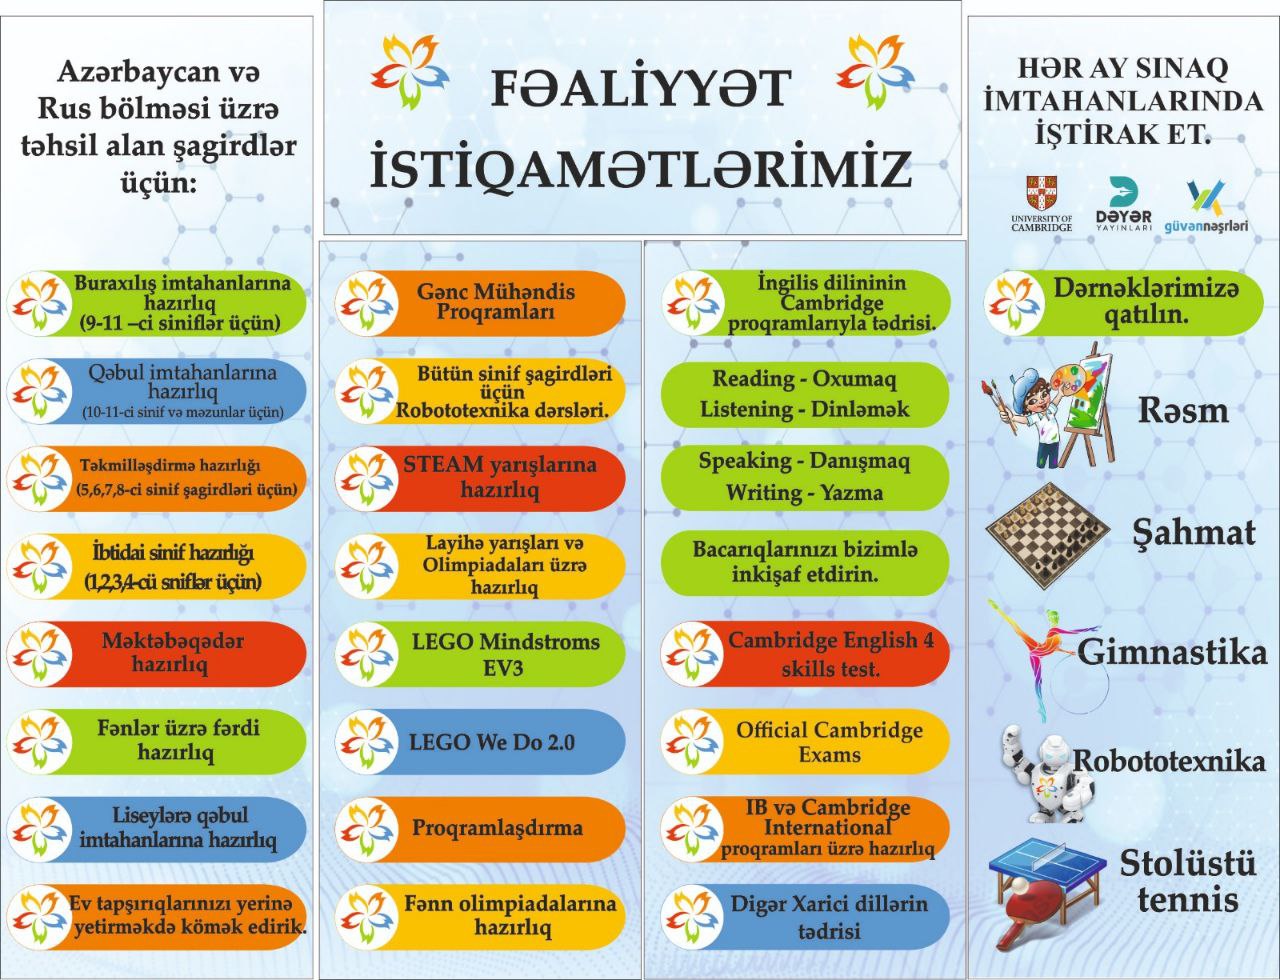 Azərbaycan və
Rus bölməsi üzrə
təhsil alan şagirdlər
üçün:
Buraxılış imtahanlarına
hazırlıq
(9-11 –ci siniflər üçün)
Qəbul imtahanlarına
hazırlıq
(10-11-ci sinif və məzunlar üçün)
Təkmilləşdirmə hazırlığı
(5,6,7,8-ci sinif şagirdləri üçün)
İbtidai sinif hazırlığı
(1,2,3,4-cü sniflər üçün)
Məktəbəqədər
hazırlıq
Fənlər üzrə fərdi
hazırlıq
Liseylərə qəbul
imtahanlarına hazırlıq
Ev tapşırıqlarınızı yerinə
yetirməkdə kömək edirik.
FƏALİYYƏT
İSTİQAMƏTLƏRİMİZ
Gənc Mühəndis
Proqramları
Bütün sinif şagirdləri
üçün
Robototexnika dərsləri.
STEAM yarışlarına
hazırlıq
Layihə yarışları və
Olimpiadaları üzrə
hazırlıq
LEGO Mindstroms
EV3
LEGO We Do 2.0
Proqramlaşdırma
Fənn olimpiadalarına
hazırlıq
İngilis dilininin
Cambridge
proqramlarıyla tədrisi.
Reading - Oxumaq
Listening - Dinləmək
Speaking - Danışmaq
Writing - Yazma
Bacarıqlarınızı bizimlə
inkişaf etdirin.
Cambridge English 4
skills test.
Official Cambridge
Exams
IB və Cambridge
International
proqramları üzrə hazırlıq
Digər Xarici dillərin
tədrisi
HƏR AY SINAQ
İMTAHANLARINDA
İŞTİRAK ET.
UNIVERSITY OF
CAMBRIDGE
DƏYƏR
YAYINLARI
güvənnəşrləri
Dərnəklərimizə
qatılın.
Rəsm
Şahmat
Gimnastika
Robototexnika
Stolüstü
tennis